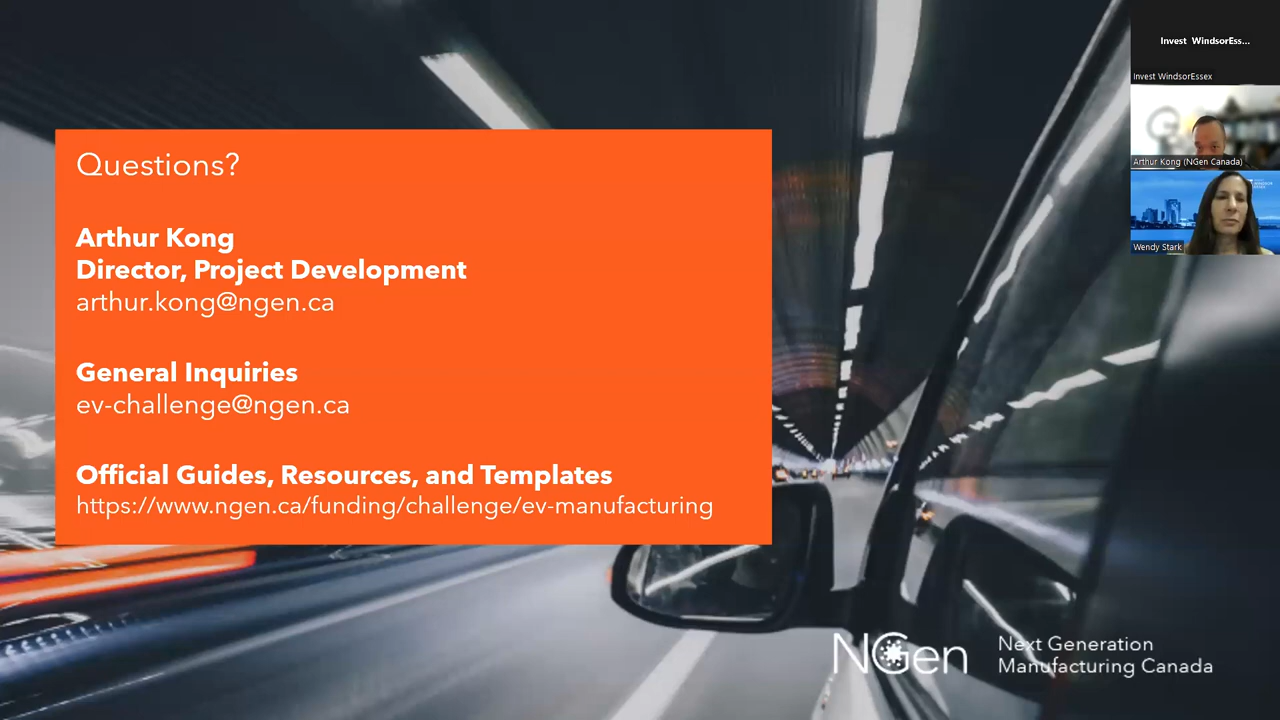 Questions?
Arthur Kong
Director, Project Development
arthur.kong@ngen.ca
General Inquiries
ev-challenge@ngen.ca
Official Guides, Resources, and Templates
https://www.ngen.ca/funding/challenge/ev-manufacturing
NGen
Next Generation
Manufacturing Canada
Invest WindsorEss...
Invest WindsorEssex
Arthur Kong (NGen Canada)
Wendy Stark